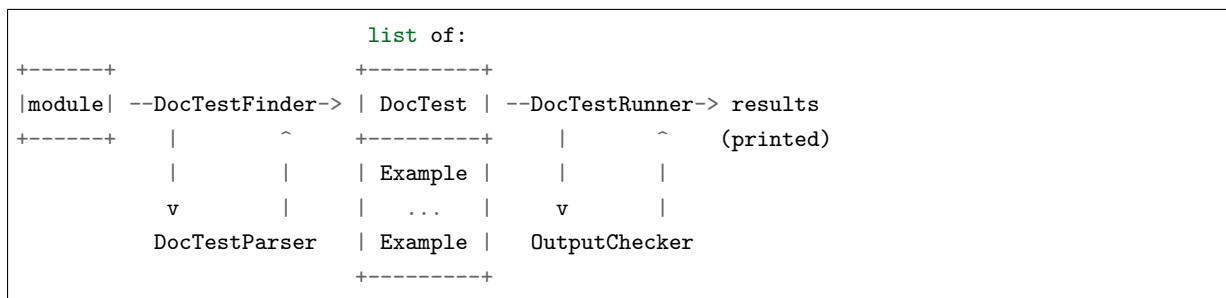 list of:
+------+                   +---------+
|module| --DocTestFinder-> | DocTest | --DocTestRunner-> results
+------+    |        ^     +---------+     |       ^    (printed)
            |        |     | Example |     |       |
            v        |     |   ...   |     v       |
           DocTestParser   | Example |   OutputChecker
                           +---------+